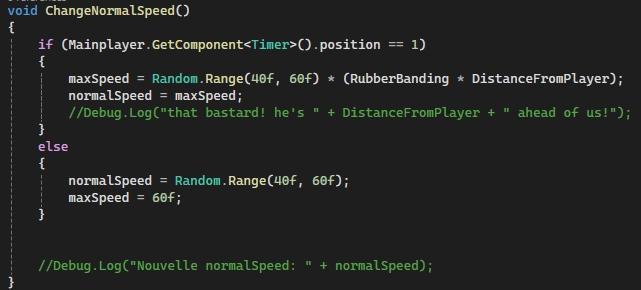 void ChangeNormalSpeed()
{
if (Mainplayer.GetComponent<Timer>().position == 1)
{
maxSpeed = Random.Range(40f, 60f) * (RubberBanding * DistanceFromPlayer);
normalSpeed = maxSpeed;
//Debug.Log("that bastard! he's " + DistanceFromPlayer + " ahead of us!");
}
else
{
normalSpeed = Random.Range(40f, 60f);
maxSpeed = 60f;
}
//Debug.Log("Nouvelle normalSpeed: " + normalSpeed);
}